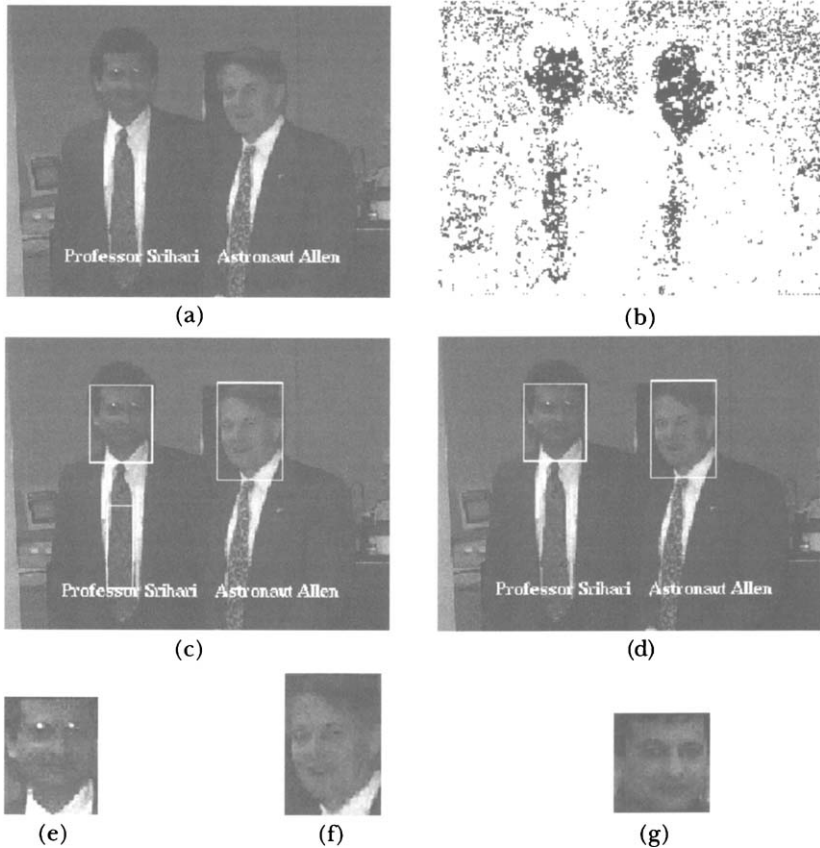 Professor Srihari Astronaut Allen
(a)
(b)
Professor Srihari Astronaut Allen
Professor Srihari Astronaut Allen
(c)
(d)
(e)
(f)
(g)